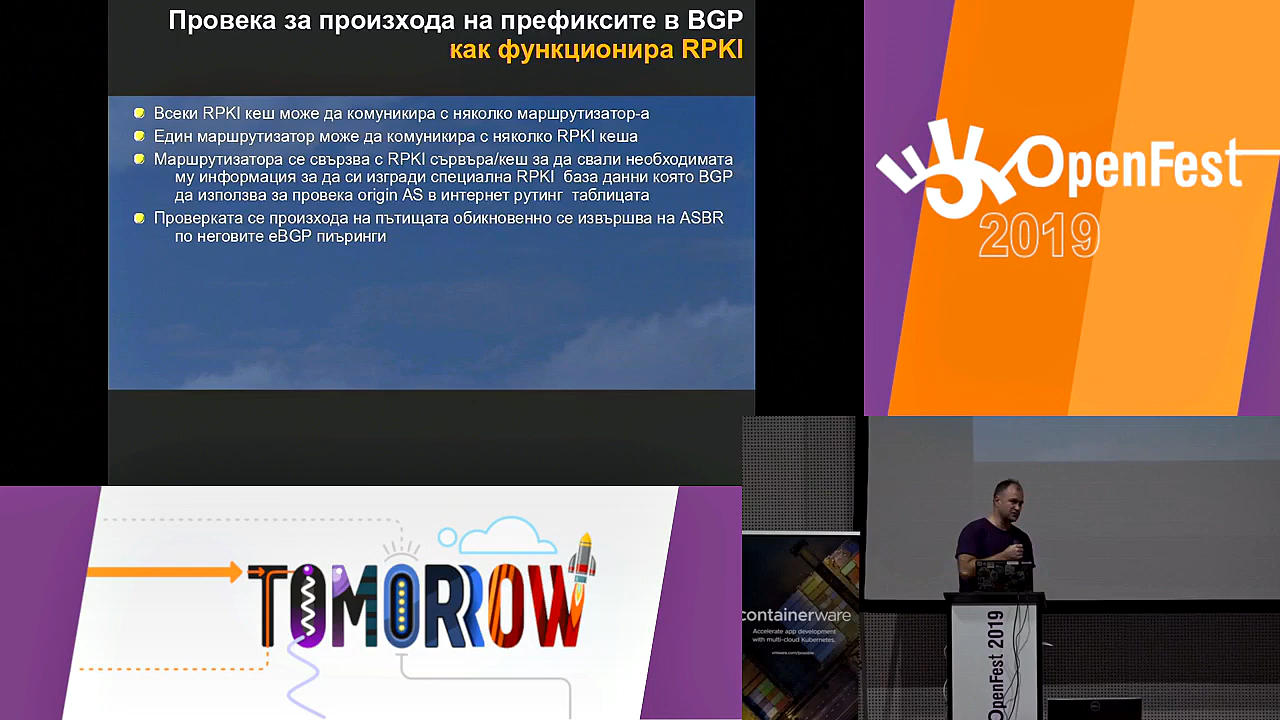 Провека за произхода на префиксите в BGP
как функционира RPKI
Всеки RPKI кеш може да комуникира с няколко маршрутизатор-а
Един маршрутизатор може да комуникира с няколко RPKI кеша
Маршрутизатора се свързва с RPKI сървъра/кеш за да свали необходимата
му информация за да си изгради специална RPKI база данни която BGP
да използва за провека origin AS в интернет рутинг таблицата
Проверката се произхода на пътищата обикновенно се извършва на ASBR
по неговите eBGP пиъринги
OpenFest
2019
TOMORROW
containerware
Accelerate app development
with multi-cloud Kubernetes.
vmware.com/possible
OpenFest 2019
DELL